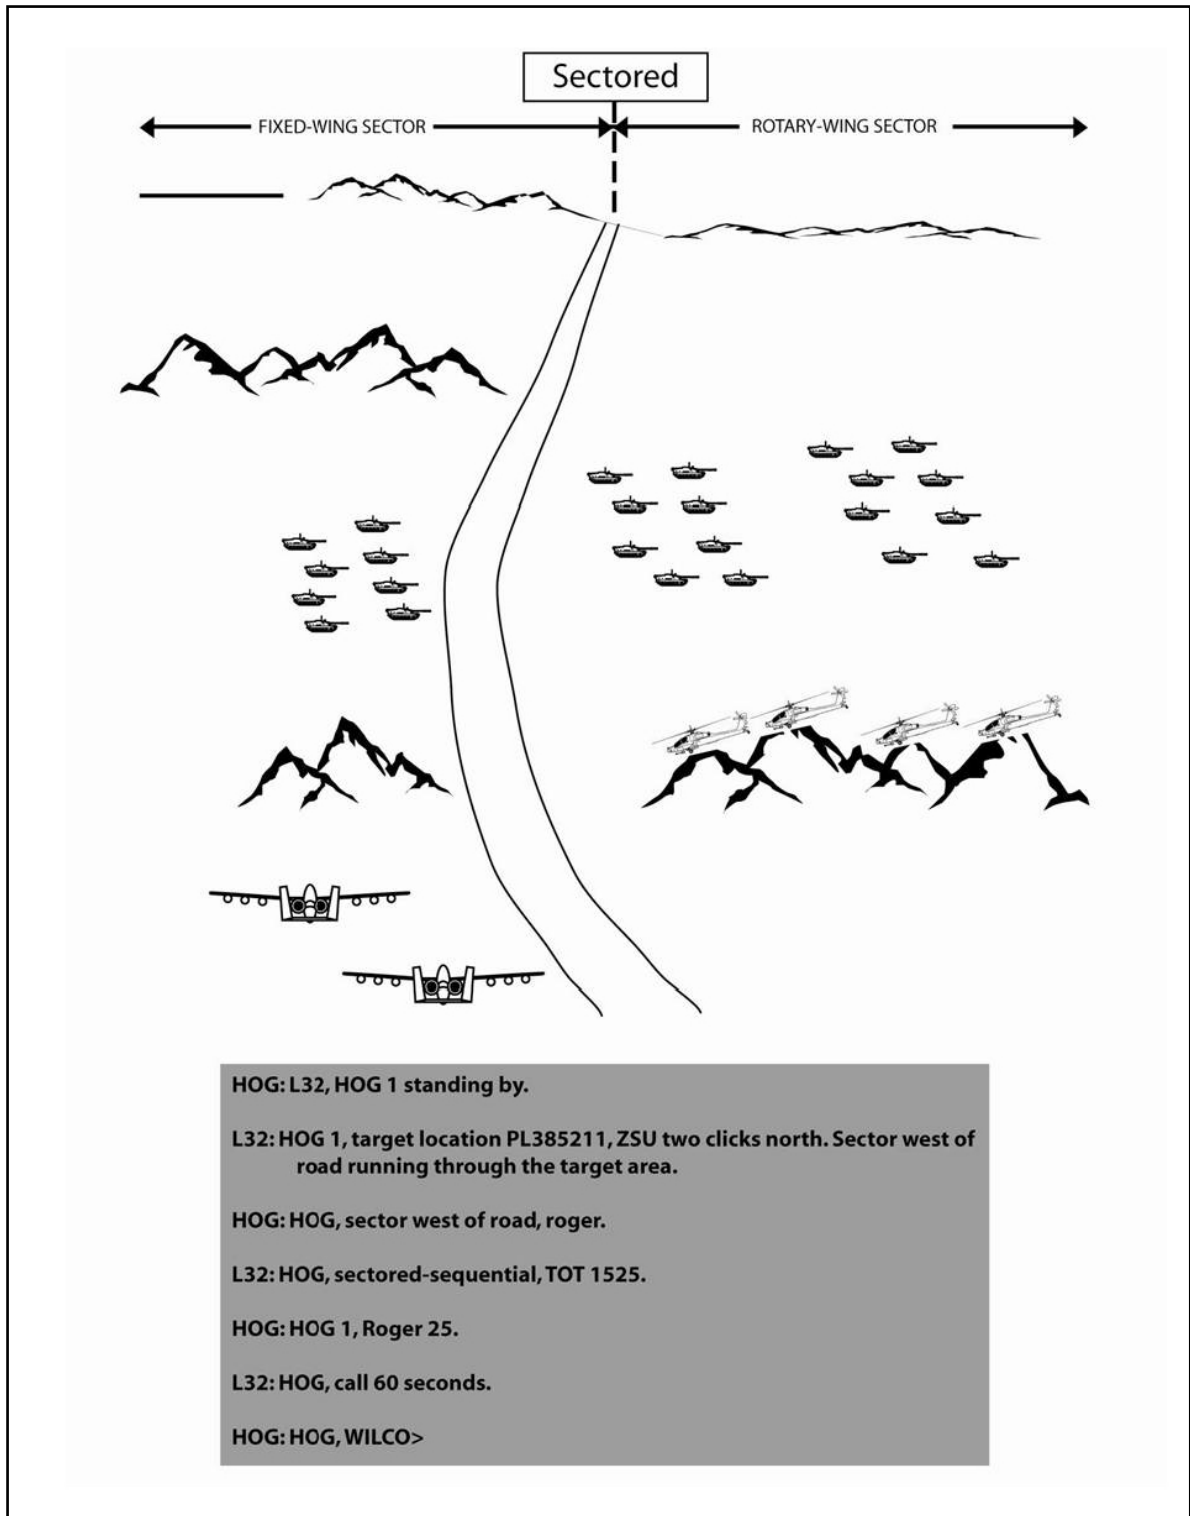 Sectored
FIXED-WING SECTOR
ROTARY-WING SECTOR
HOG: L32, HOG 1 standing by.
L32: HOG 1, target location PL385211, ZSU two clicks north. Sector west of
road running through the target area.
HOG: HOG, sector west of road, roger.
L32: HOG, sectored-sequential, TOT 1525.
HOG: HOG 1, Roger 25.
L32: HOG, call 60 seconds.
HOG: HOG, WILCO>